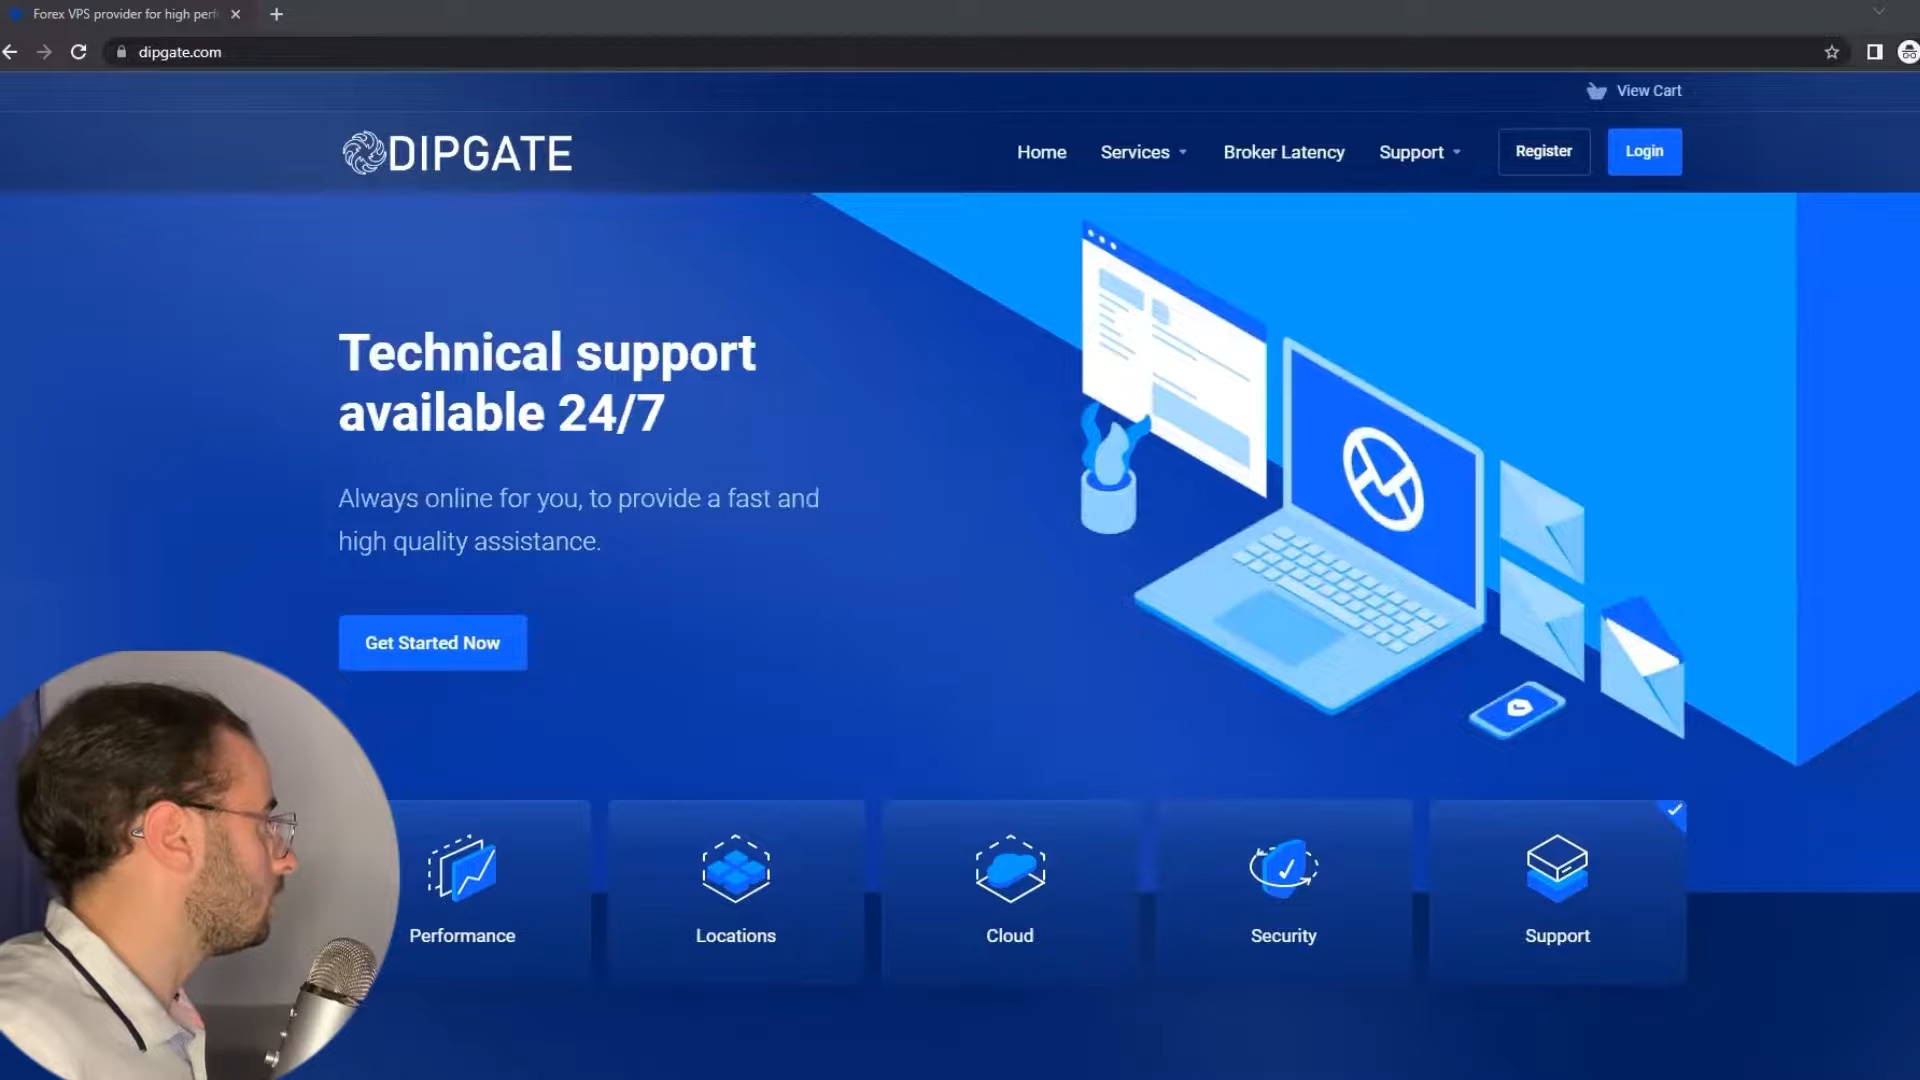 Forex VPS provider for high perf
dipgate.com
View Cart
DIPGATE
Home
Services
Broker Latency
Support
Register
Login
Technical support
available 24/7
Always online for you, to provide a fast and
high quality assistance.
Get Started Now
Performance
Locations
Cloud
Security
Support